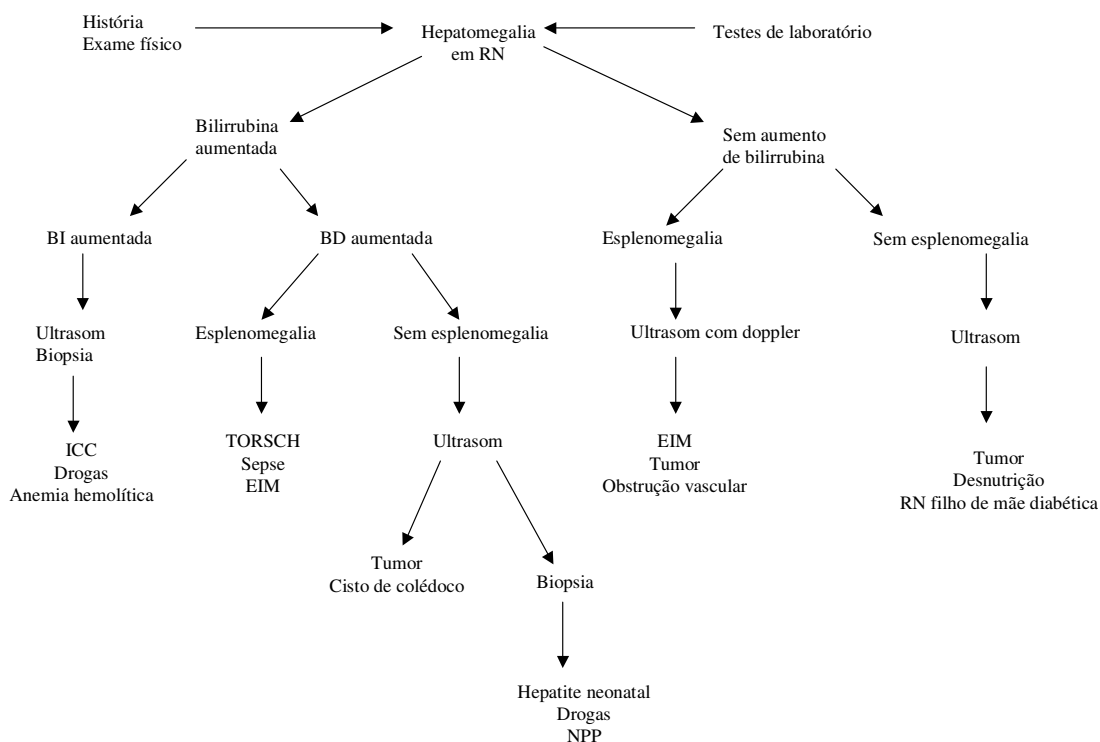 História
Exame físico
Hepatomegalia
em RN
Testes de laboratório
Bilirrubina
aumentada
Sem aumento
de bilirrubina
BI aumentada
BD aumentada
Esplenomegalia
Sem esplenomegalia
Ultrasom
Biopsia
Esplenomegalia
Sem esplenomegalia
Ultrasom com doppler
Ultrasom
ICC
Drogas
Anemia hemolítica
TORSCH
Sepse
EIM
Ultrasom
EIM
Tumor
Obstrução vascular
Tumor
Desnutrição
RN filho de mãe diabética
Tumor
Cisto de colédoco
Biopsia
Hepatite neonatal
Drogas
NPP